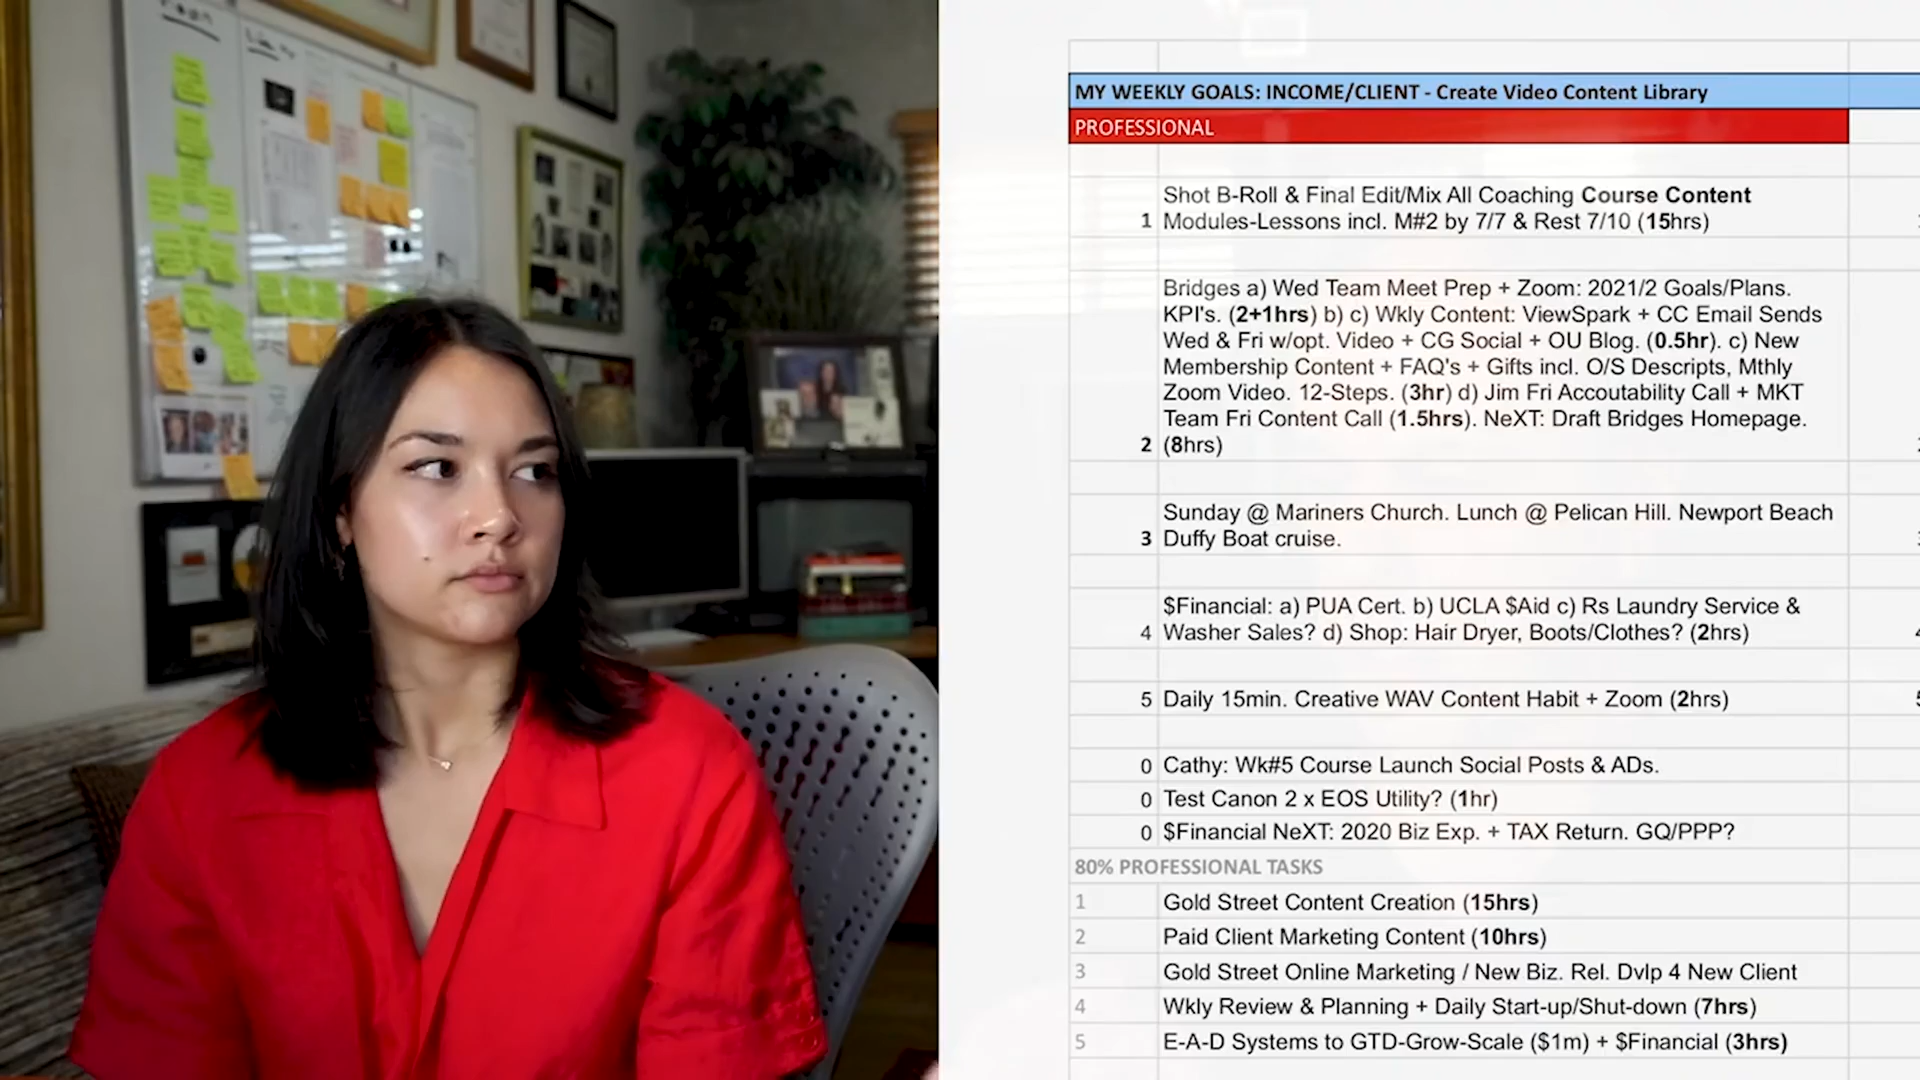 MY WEEKLY GOALS: INCOME/CLIENT - Create Video Content Library
PROFESSIONAL
1 Shot B-Roll & Final Edit/Mix All Coaching Course Content
Modules-Lessons incl. M#2 by 7/7 & Rest 7/10 (15hrs)
2 Bridges a) Wed Team Meet Prep + Zoom: 2021/2 Goals/Plans.
KPI's. (2+1hrs) b) c) Wkly Content: ViewSpark + CC Email Sends
Wed & Fri w/opt. Video + CG Social + OU Blog. (0.5hr). c) New
Membership Content + FAQ's + Gifts incl. O/S Descripts, Mthly
Zoom Video. 12-Steps. (3hr) d) Jim Fri Accoutability Call + MKT
Team Fri Content Call (1.5hrs). NeXT: Draft Bridges Homepage.
(8hrs)
3 Sunday @ Mariners Church. Lunch @ Pelican Hill. Newport Beach
Duffy Boat cruise.
4 $Financial: a) PUA Cert. b) UCLA $Aid c) Rs Laundry Service &
Washer Sales? d) Shop: Hair Dryer, Boots/Clothes? (2hrs)
5 Daily 15min. Creative WAV Content Habit + Zoom (2hrs)
0 Cathy: Wk#5 Course Launch Social Posts & ADs.
0 Test Canon 2 x EOS Utility? (1hr)
0 $Financial NeXT: 2020 Biz Exp. + TAX Return. GQ/PPP?
80% PROFESSIONAL TASKS
1 Gold Street Content Creation (15hrs)
2 Paid Client Marketing Content (10hrs)
3 Gold Street Online Marketing / New Biz. Rel. Dvlp 4 New Client
4 Wkly Review & Planning + Daily Start-up/Shut-down (7hrs)
5 E-A-D Systems to GTD-Grow-Scale ($1m) + $Financial (3hrs)